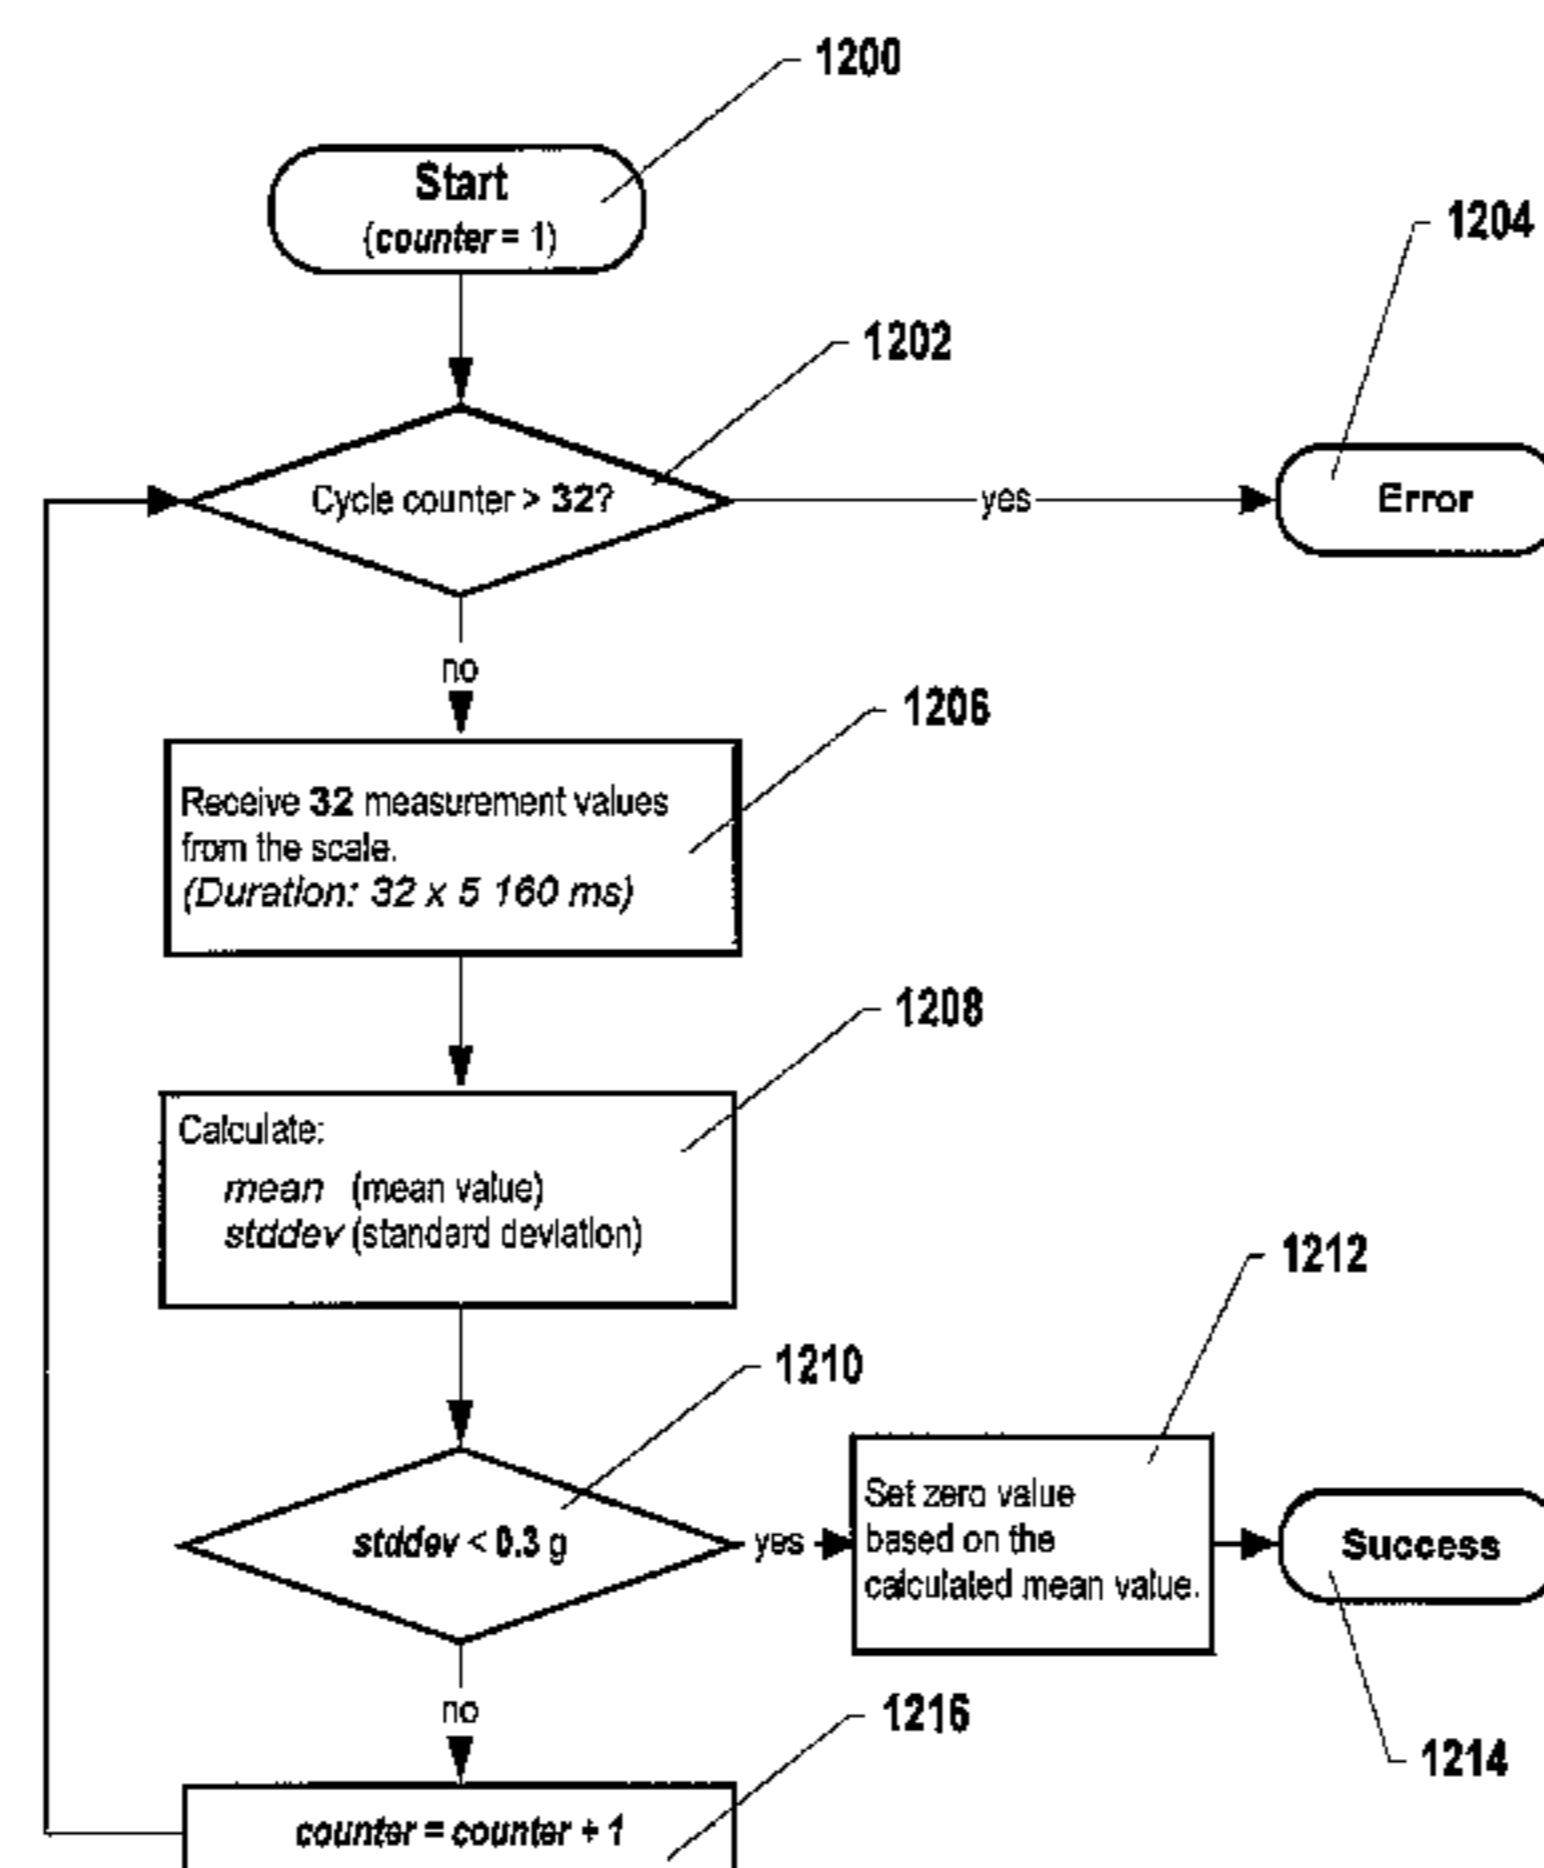 1200
Start
(counter = 1)
1204
1202
Cycle counter > 32?
yes
Error
no
1206
Receive 32 measurement values
from the scale.
(Duration: 32 x 5 160 ms)
1208
Calculate:
mean (mean value)
stddev (standard deviation)
1212
1210
Set zero value
based on the
calculated mean value.
stddev < 0.3 g
yes
Success
no
1216
1214
counter = counter + 1